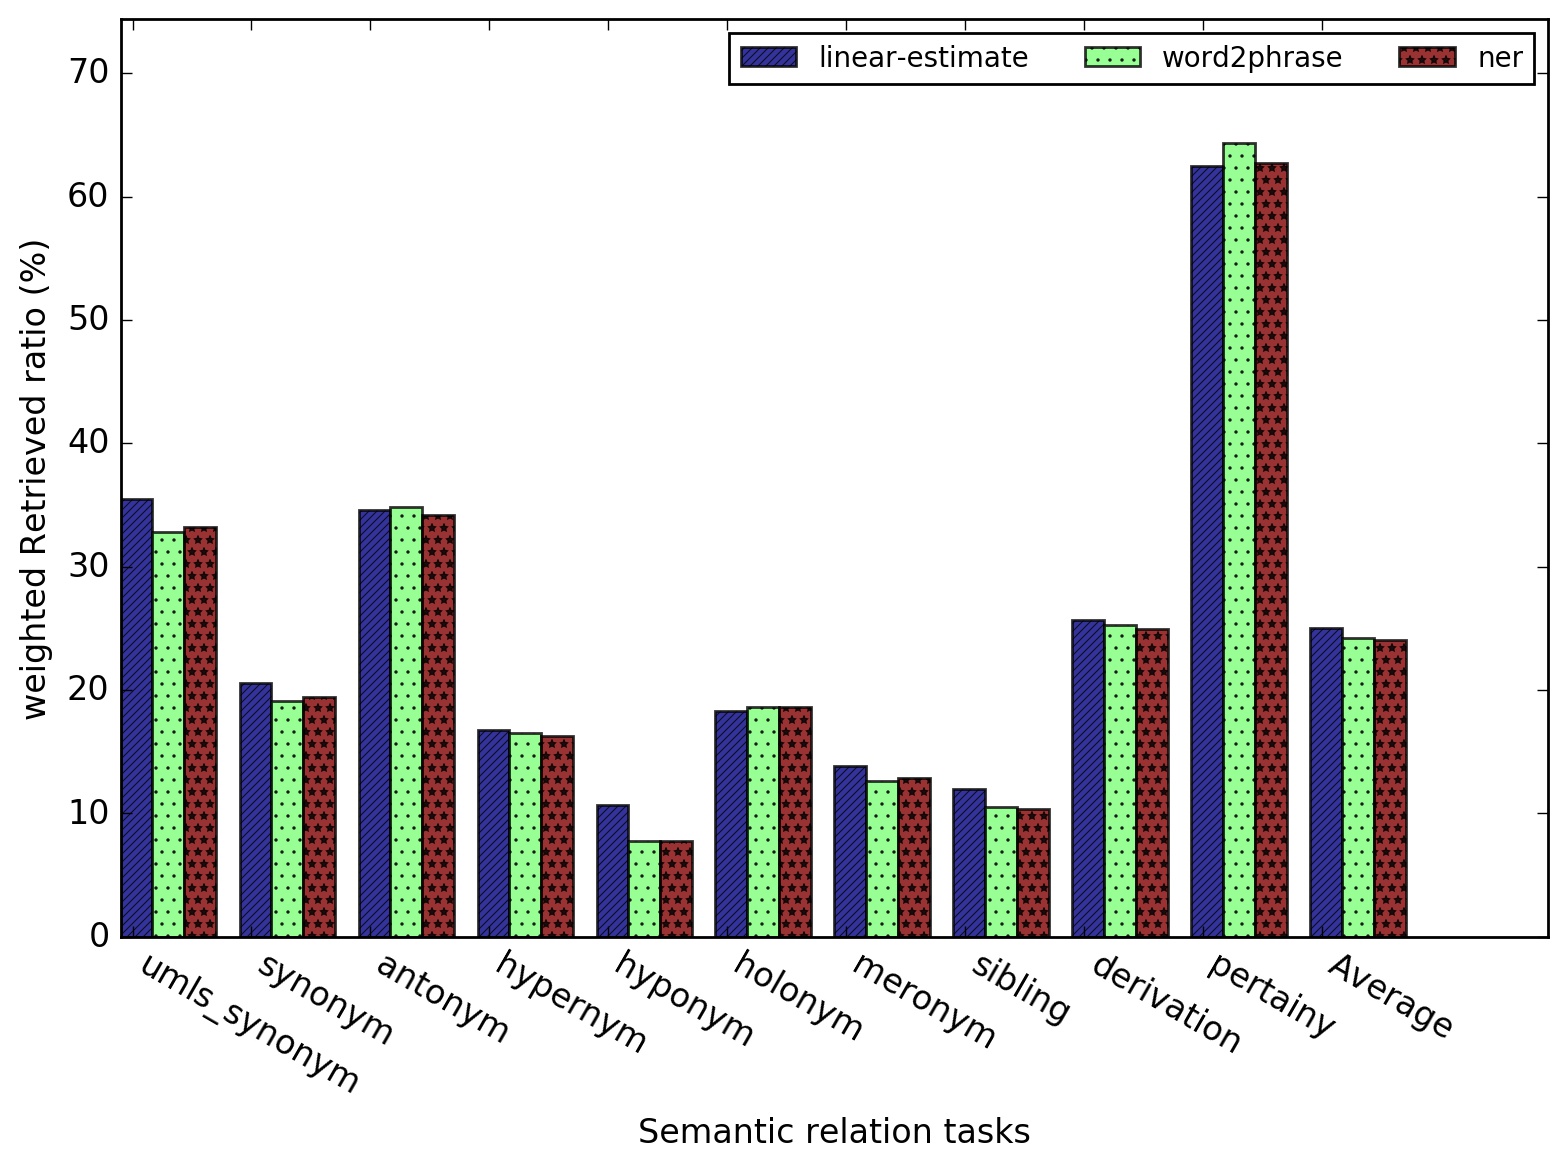 linear-estimate word2phrase ner
weighted Retrieved ratio (%)
70
60
50
40
30
20
10
0
umls_synonym synonym antonym hypernym hyponym holonym meronym sibling derivation pertainy Average
Semantic relation tasks